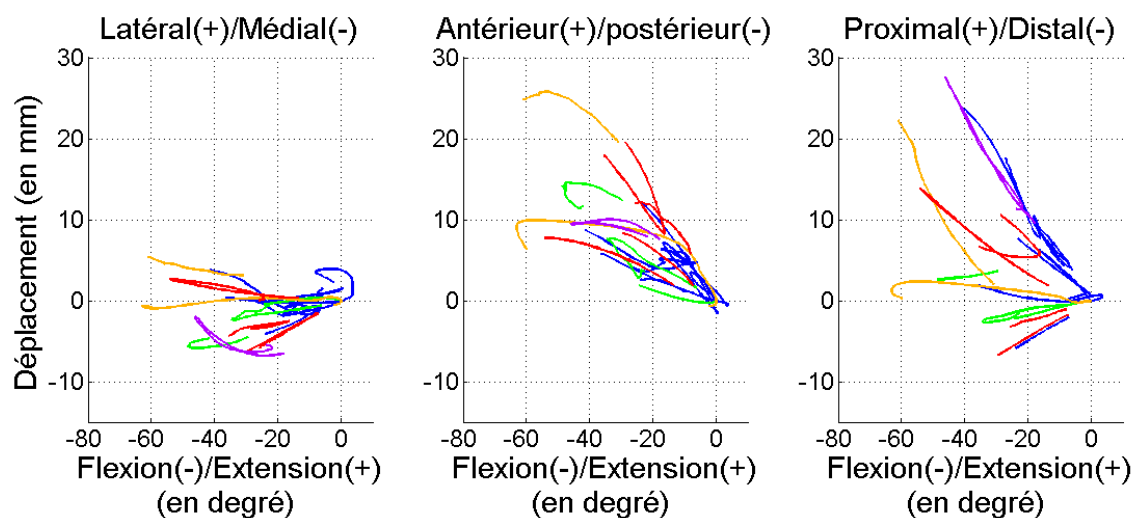 Latéral(+)/Médial(-)
Antérieur(+)/postérieur(-)
Proximal(+)/Distal(-)
Déplacement (en mm)
30
20
10
0
-10
-80 -60 -40 -20 0
Flexion(-)/Extension(+)
(en degré)
30
20
10
0
-10
-80 -60 -40 -20 0
Flexion(-)/Extension(+)
(en degré)
30
20
10
0
-10
-80 -60 -40 -20 0
Flexion(-)/Extension(+)
(en degré)